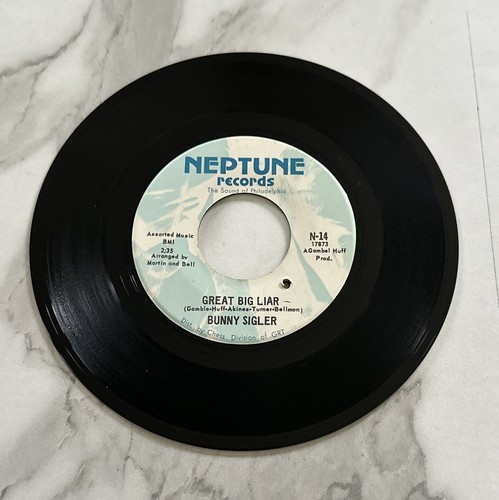 NEPTUNE
records
The Sound of Philadelphia
Assorted Music
BMI
2:35
Arranged by
Martin and Bell
N-14
17873
AGambel Huff
Prod.
GREAT BIG LIAR -
(Gamble-Huff-Akines-Turner-Bellmon)
BUNNY SIGLER
Dist. by Chess, Division of GRT